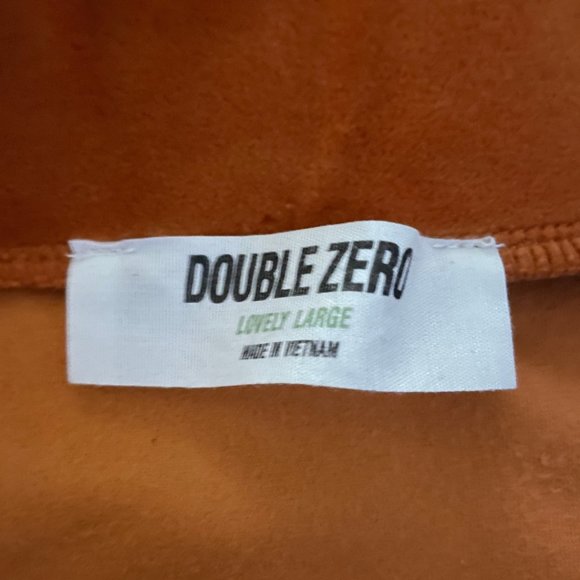 DOUBLE ZERO
LOVELY LARGE
MADE IN VIETNAM